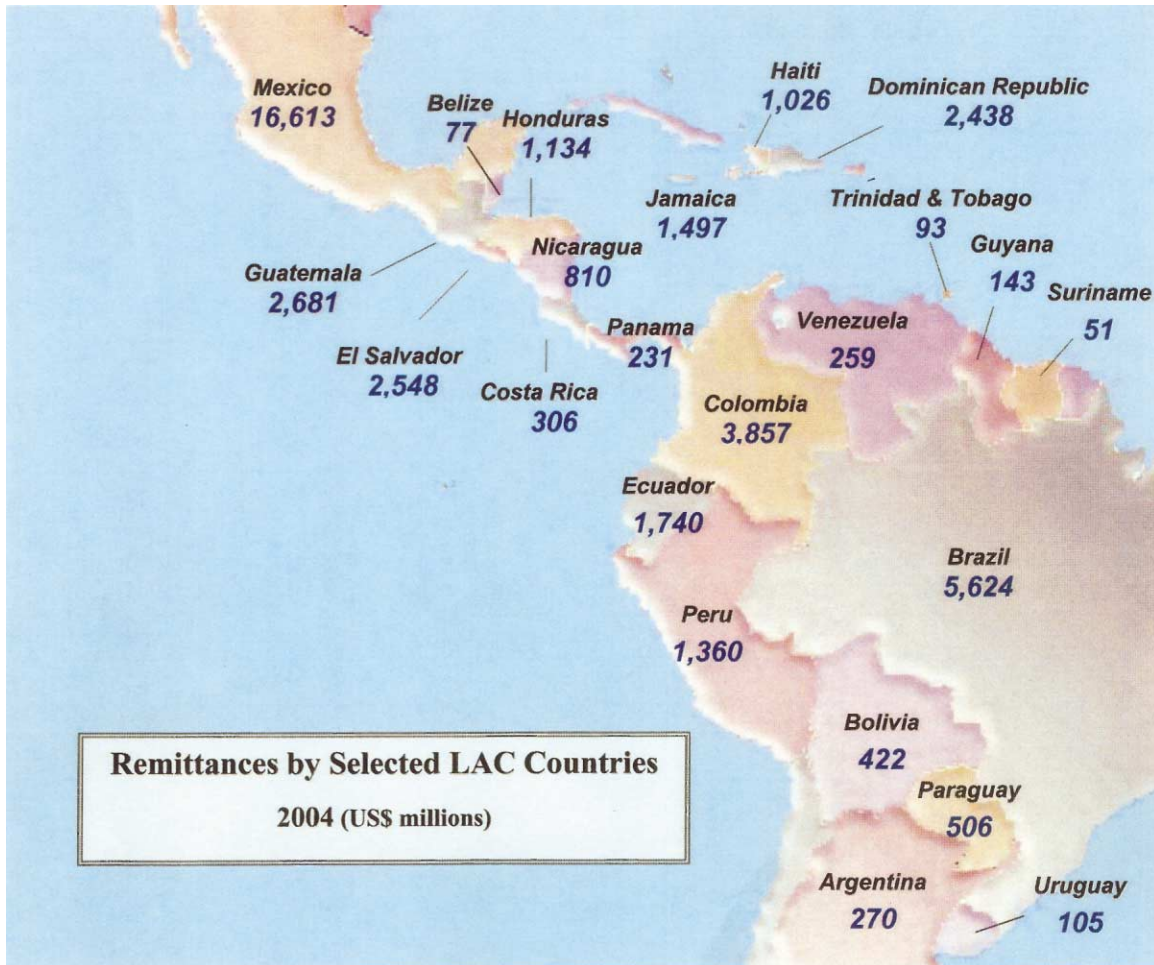 Mexico
16,613
Belize
77
Honduras
1,134
Haiti
1,026
Dominican Republic
2,438
Jamaica
1,497
Trinidad & Tobago
93
Guyana
143
Suriname
51
Guatemala
2,681
Nicaragua
810
El Salvador
2,548
Panama
231
Costa Rica
306
Venezuela
259
Colombia
3.857
Ecuador
1,740
Brazil
5,624
Peru
1,360
Bolivia
422
Paraguay
506
Argentina
270
Uruguay
105
Remittances by Selected LAC Countries
2004 (US$ millions)